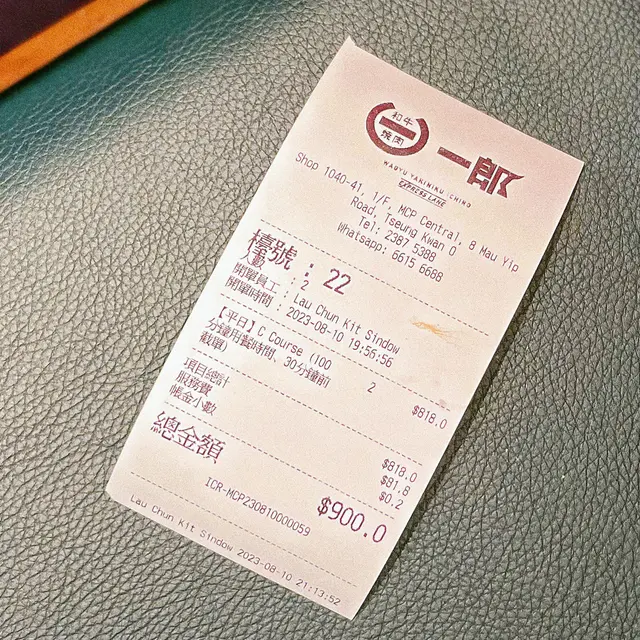 和牛
燒肉
一郎
WAGYU YAKINIKU ICHIRO
EXPRESS LANE
Shop 1040-41, 1/F, MCP Central, 8 Mau Yip
Road, Tseung Kwan O
Tel: 2387 5388
Whatsapp: 6615 6688
檯號 : 22
人數 : 2
開單員工 : Lau Chun Kit Sindow
開單時間 : 2023-08-10 19:56:56
【平日】C Course (100 2 $818.0
分鐘用餐時間、30分鐘前
截單)
項目總計 $818.0
服務費 $81.8
帳金小數 $0.2
總金額 $900.0
ICR-MCP230810000059
Lau Chun Kit Sindow 2023-08-10 21:13:52